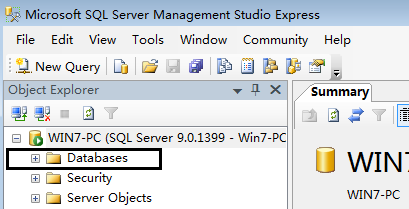 Microsoft SQL Server Management Studio Express
File Edit View Tools Window Community Help
New Query
Object Explorer
Summary
WIN7-PC (SQL Server 9.0.1399 - Win7-PC
Databases
Security
Server Objects
WIN7
WIN7-PC